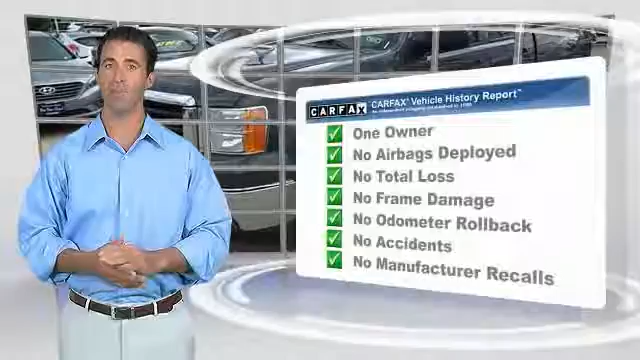 CARFAX CARFAX® Vehicle History Report™
One Owner
No Airbags Deployed
No Total Loss
No Frame Damage
No Odometer Rollback
No Accidents
No Manufacturer Recalls